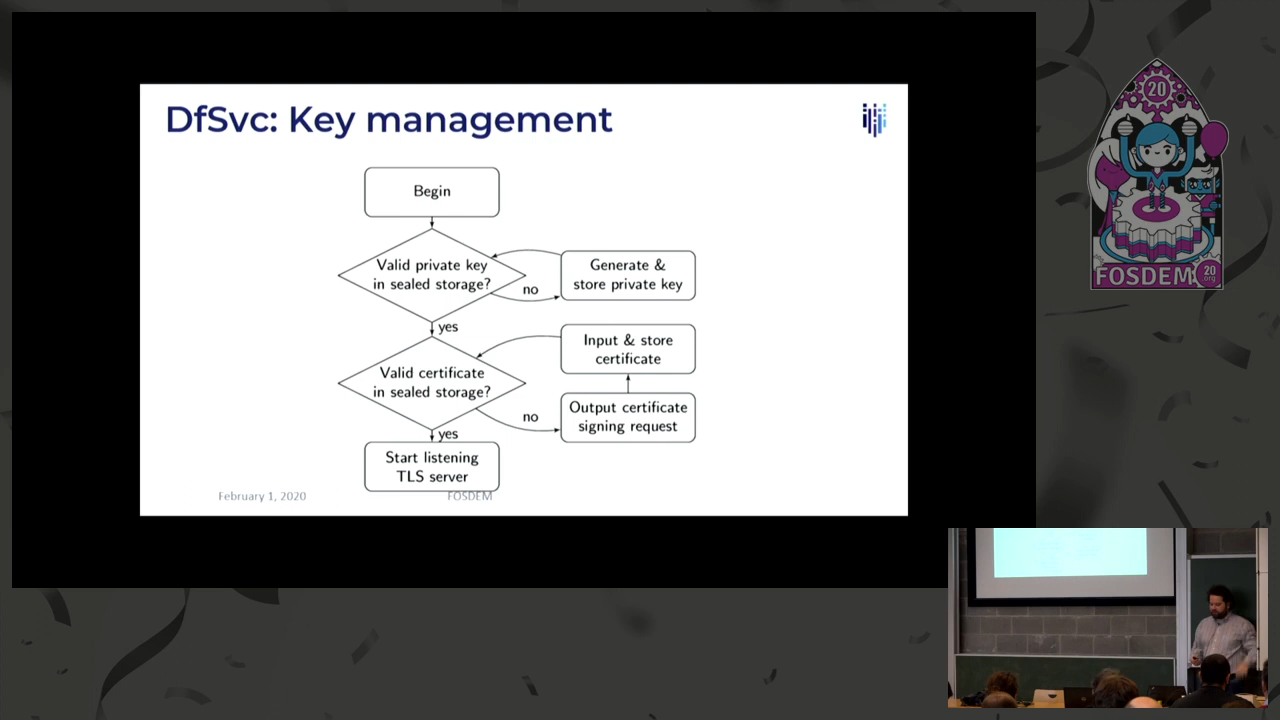 DfSvc: Key management
Begin
Valid private key
in sealed storage?
no
Generate &
store private key
yes
Valid certificate
in sealed storage?
no
Output certificate
signing request
Input & store
certificate
yes
Start listening
TLS server
February 1, 2020
FOSDEM
20
FOSDEM
20
.org